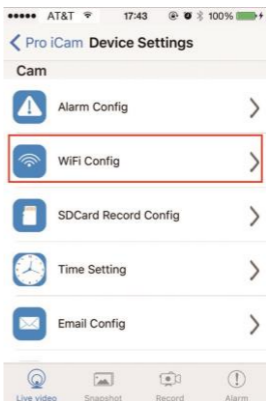 AT&T 17:43 100%
Pro iCam Device Settings
Cam
Alarm Config
WiFi Config
SDCard Record Config
Time Setting
Email Config
Live video Snapshot Record Alarm